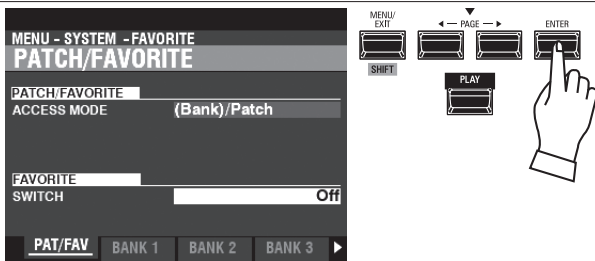 MENU - SYSTEM - FAVORITE
PATCH/FAVORITE
PATCH/FAVORITE
ACCESS MODE (Bank)/Patch
FAVORITE
SWITCH Off
PAT/FAV BANK 1 BANK 2 BANK 3
MENU/
EXIT
PAGE
ENTER
SHIFT
PLAY